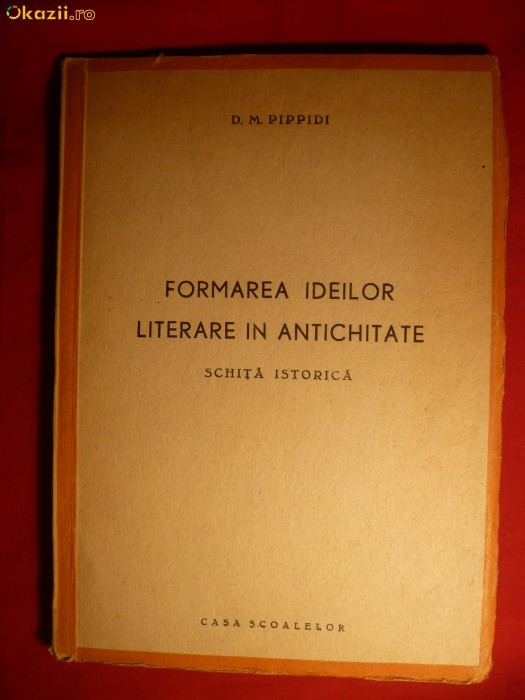 Okazii.ro
D. M. PIPPIDI
FORMAREA IDEILOR
LITERARE IN ANTICHITATE
SCHIȚĂ ISTORICĂ
CASA ȘCOALELOR